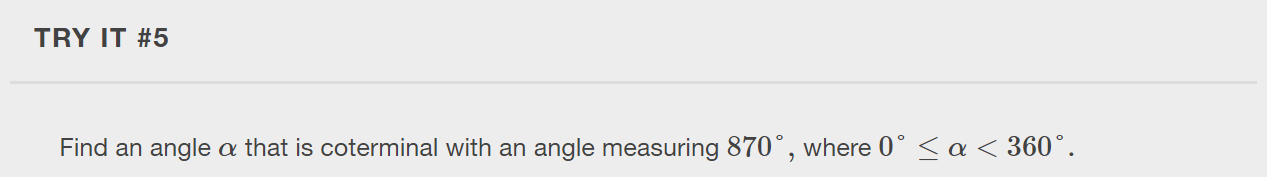 TRY IT #5
Find an angle α that is coterminal with an angle measuring 870°, where 0° ≤ α < 360°.